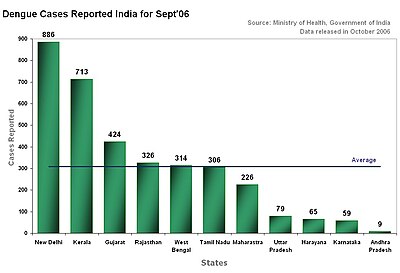 Dengue Cases Reported India for Sept'06
Source: Ministry of Health, Government of India
Data released in October 2006
Cases Reported
900
800
700
600
500
400
300
200
100
0
886
713
424
326
314
306
226
79
65
59
9
Average
New Delhi
Kerala
Gujarat
Rajasthan
West
Bengal
Tamil Nadu
Maharastra
Uttar
Pradesh
Harayana
Karnataka
Andhra
Pradesh
States